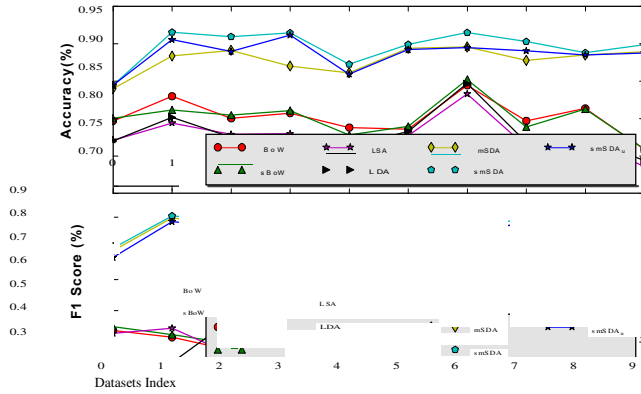 0.95
0.90
0.85
0.80
0.75
0.70
Accuracy(%)
0 1
BoW LSA mSDA smSDAu
sBoW LDA smSDA
0.9
0.8
0.7
0.6
0.5
0.4
0.3
F1 Score (%)
BoW
sBoW
LSA
LDA
mSDA
smSDA
smSDAu
0 1 2 3 4 5 6 7 8 9
Datasets Index